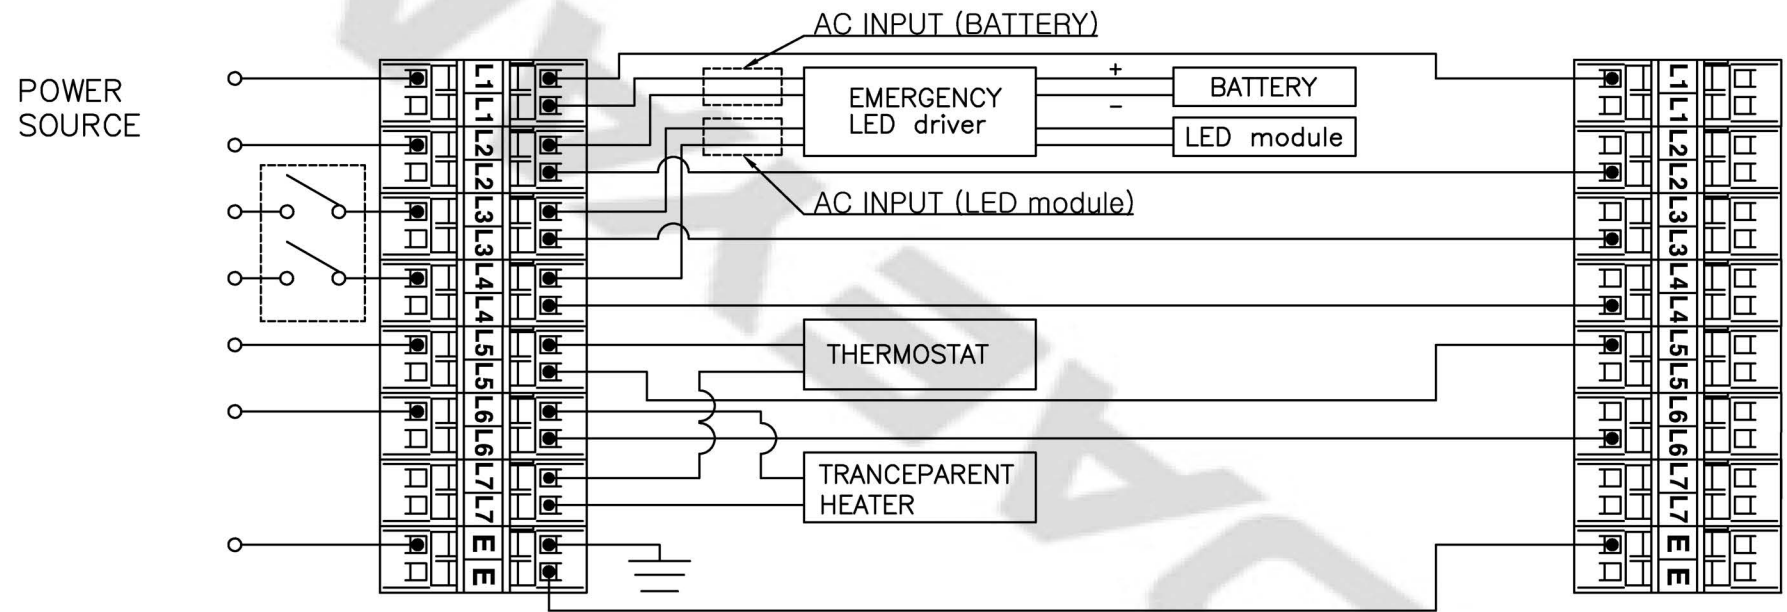 AC INPUT (BATTERY)
POWER
SOURCE
L1
L1
L2
L2
L3
L3
L4
L4
L5
L5
L6
L6
L7
L7
E
E
EMERGENCY
LED driver
+
−
BATTERY
LED module
AC INPUT (LED module)
THERMOSTAT
TRANCEPARENT
HEATER
L1
L1
L2
L2
L3
L3
L4
L4
L5
L5
L6
L6
L7
L7
E
E